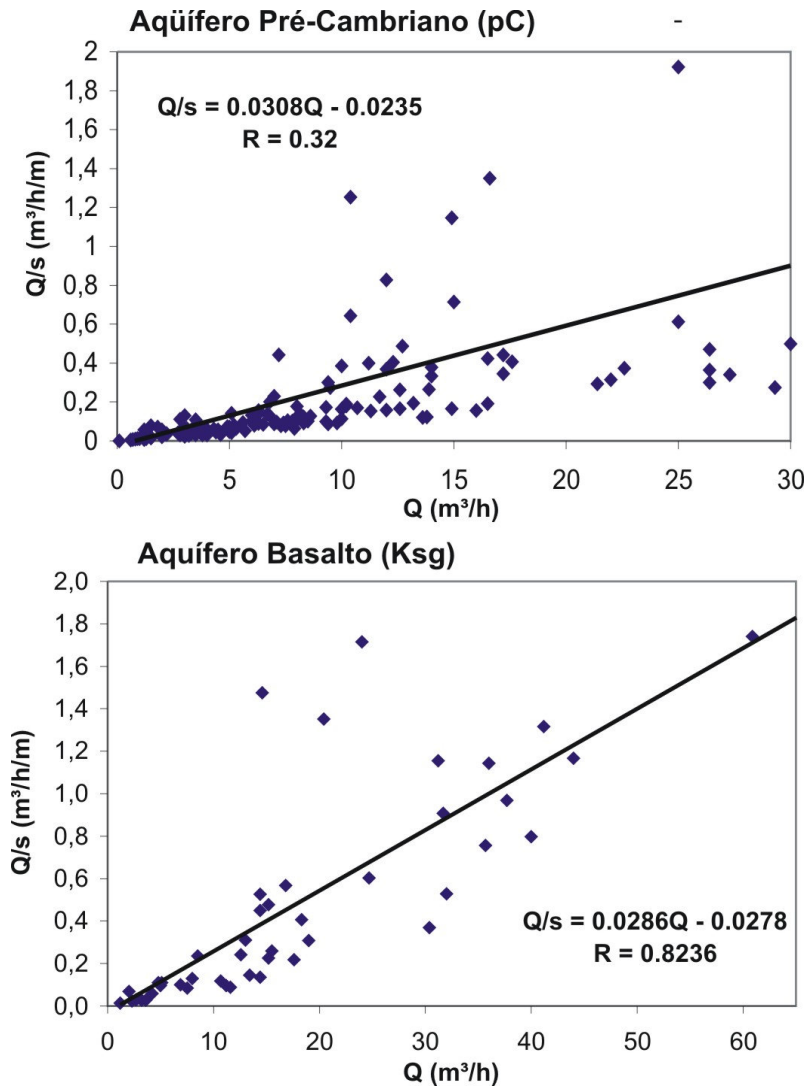 Aqüífero Pré-Cambriano (pC) -
2
1,8
1,6
1,4
1,2
1
0,8
0,6
0,4
0,2
0
Q/s (m³/h/m)
Q/s = 0.0308Q - 0.0235
R = 0.32
0 5 10 15 20 25 30
Q (m³/h)
Aquífero Basalto (Ksg)
2,0
1,8
1,6
1,4
1,2
1,0
0,8
0,6
0,4
0,2
0,0
Q/s (m³/h/m)
Q/s = 0.0286Q - 0.0278
R = 0.8236
0 10 20 30 40 50 60
Q (m³/h)